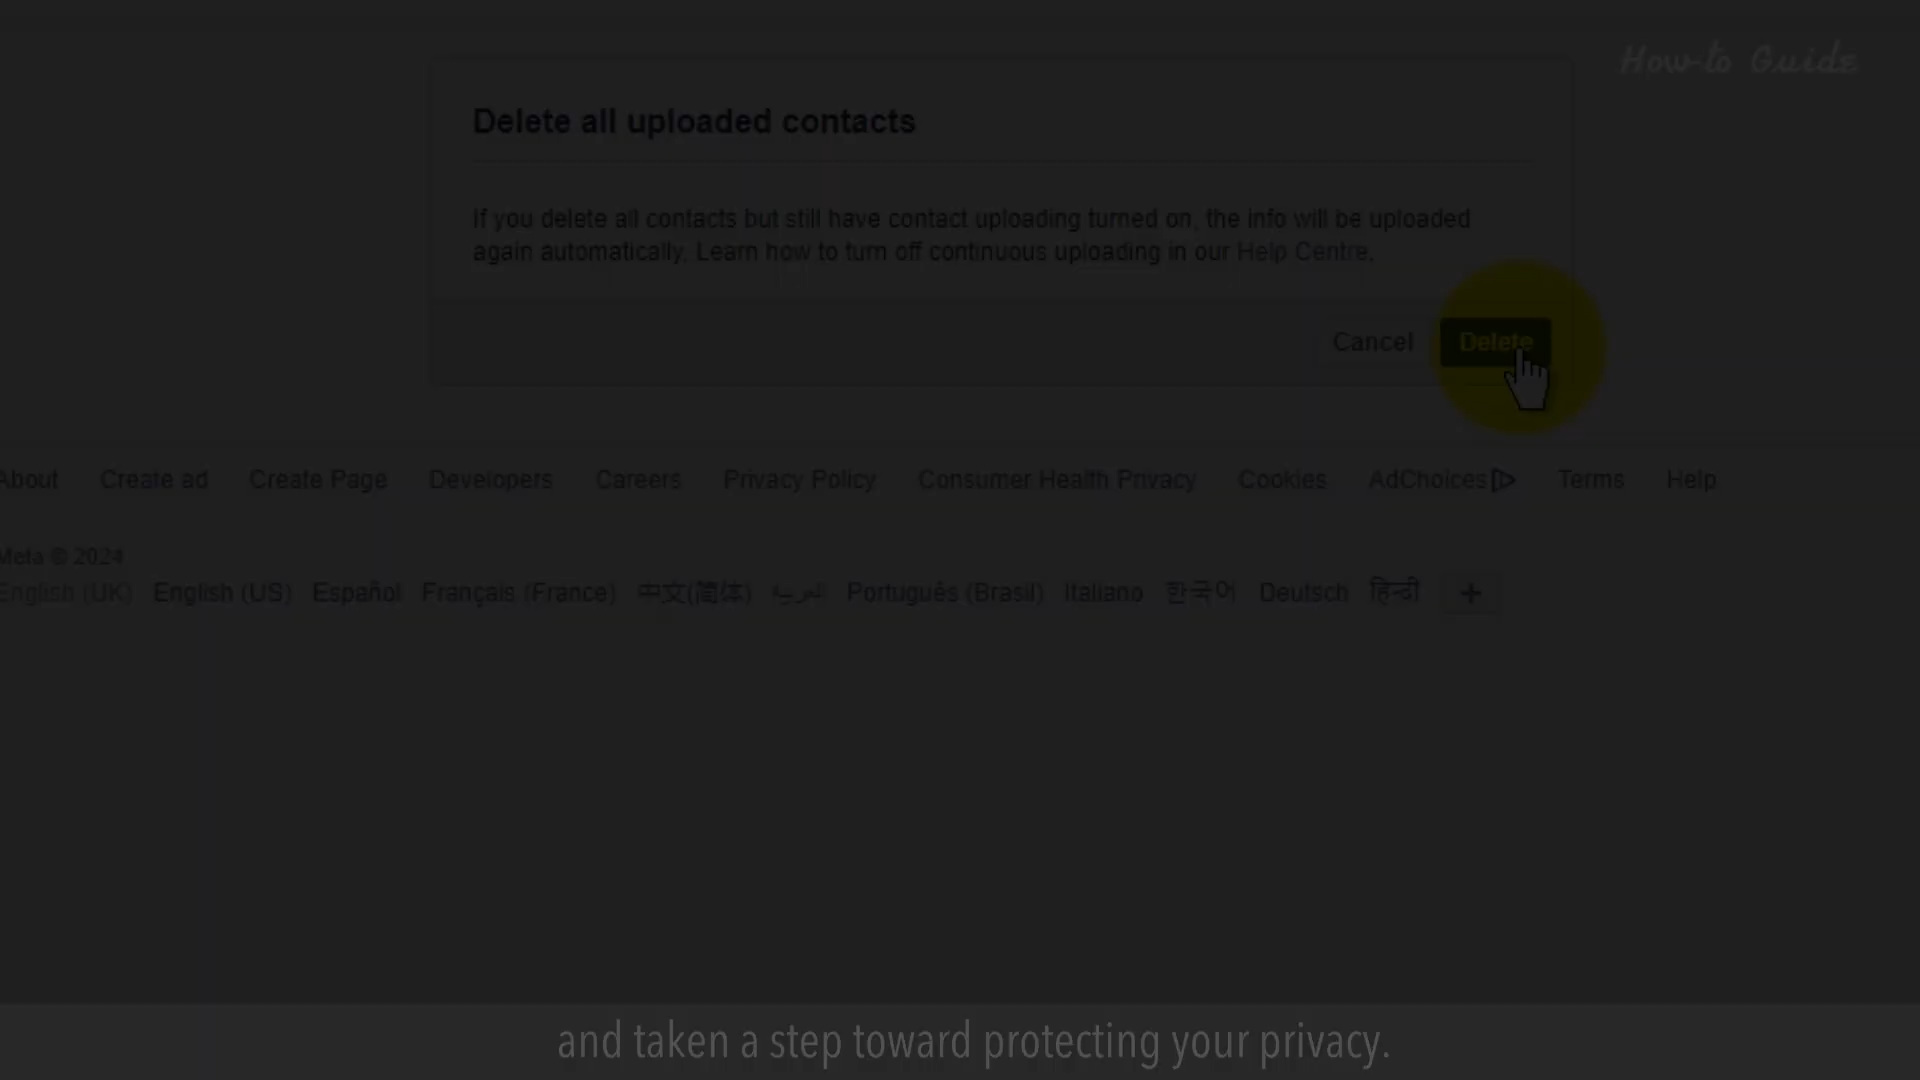 How-to Guide
Delete all uploaded contacts
If you delete all contacts but still have contact uploading turned on, the info will be uploaded
again automatically. Learn how to turn off continuous uploading in our Help Centre.
Cancel Delete
About Create ad Create Page Developers Careers Privacy Policy Consumer Health Privacy Cookies AdChoices Terms Help
Meta © 2024
English (UK) English (US) Español Français (France) 中文(简体) العربية Português (Brasil) Italiano 한국어 Deutsch हिन्दी +
and taken a step toward protecting your privacy.